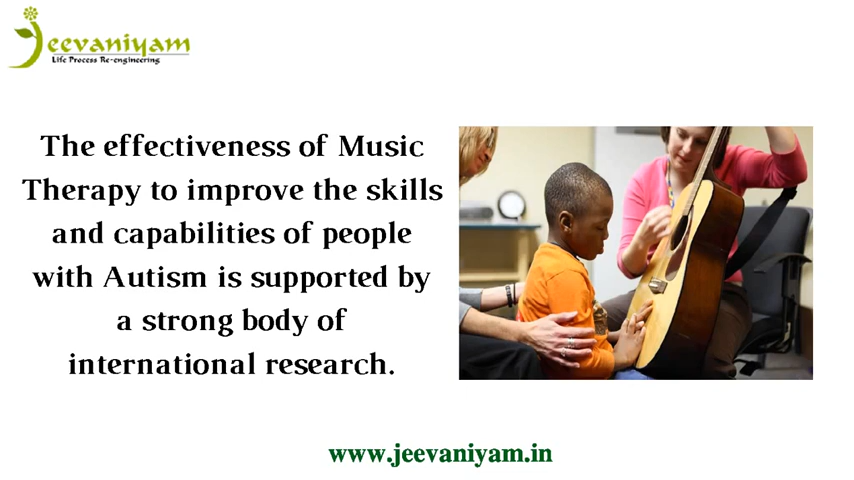 Jeevaniyam
Life Process Re-engineering
The effectiveness of Music
Therapy to improve the skills
and capabilities of people
with Autism is supported by
a strong body of
international research.
www.jeevaniyam.in